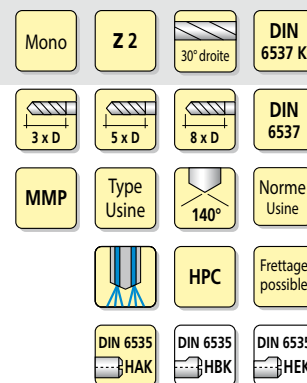 Mono
Z 2
30° droite
DIN
6537 K
3 x D
5 x D
8 x D
DIN
6537
MMP
Type
Usine
140°
Norme
Usine
HPC
Frettage
possible
DIN 6535
HAK
DIN 6535
HBK
DIN 6535
HEK